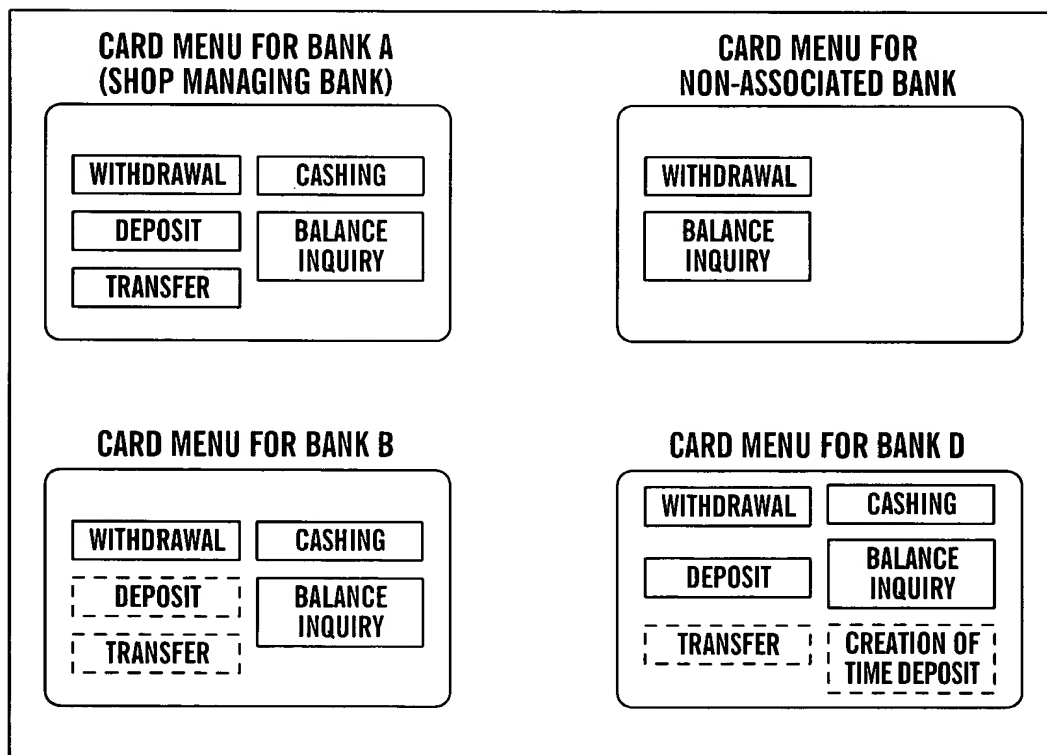 CARD MENU FOR BANK A
(SHOP MANAGING BANK)
WITHDRAWAL
CASHING
DEPOSIT
BALANCE
INQUIRY
TRANSFER
CARD MENU FOR
NON-ASSOCIATED BANK
WITHDRAWAL
BALANCE
INQUIRY
CARD MENU FOR BANK B
WITHDRAWAL
CASHING
DEPOSIT
BALANCE
INQUIRY
TRANSFER
CARD MENU FOR BANK D
WITHDRAWAL
CASHING
DEPOSIT
BALANCE
INQUIRY
TRANSFER
CREATION OF
TIME DEPOSIT